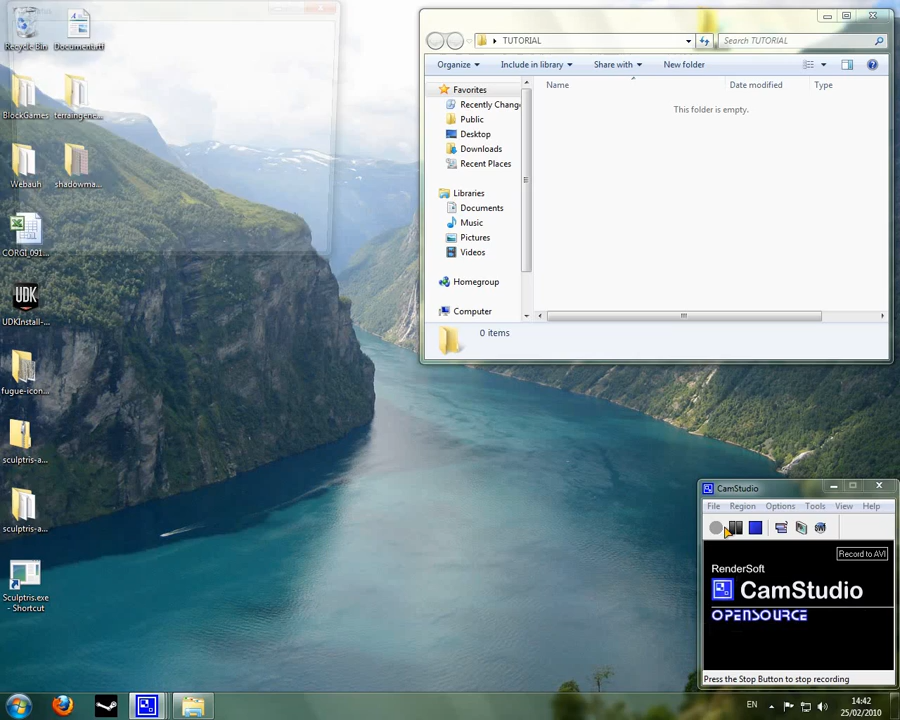 Recycle Bin
Documentuff
BlockGames
terraingene...
Webauh
shadowma...
CORGI_091...
UDK
UDKInstall-...
fugue-icon...
sculptris-a...
sculptris-a...
Sculptris.exe
- Shortcut
TUTORIAL
Search TUTORIAL
Organize
Include in library
Share with
New folder
Favorites
Recently Chang
Public
Desktop
Downloads
Recent Places
Libraries
Documents
Music
Pictures
Videos
Homegroup
Computer
Name
Date modified
Type
This folder is empty.
0 items
CamStudio
File Region Options Tools View Help
Record to AVI
RenderSoft
CamStudio
OPENSOURCE
Press the Stop Button to stop recording
EN
14:42
25/02/2010